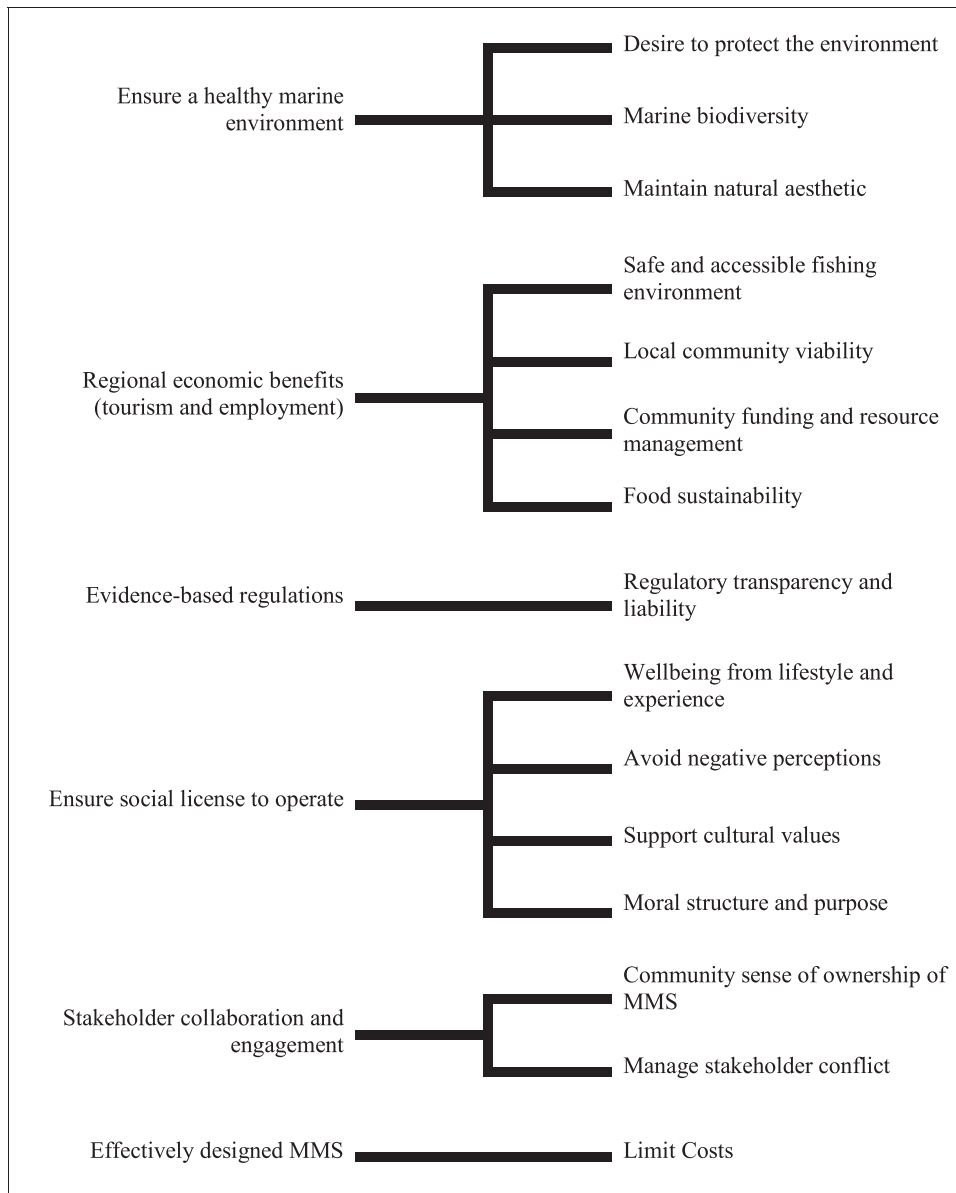 Ensure a healthy marine
environment
Desire to protect the environment
Marine biodiversity
Maintain natural aesthetic
Regional economic benefits
(tourism and employment)
Safe and accessible fishing
environment
Local community viability
Community funding and resource
management
Food sustainability
Evidence-based regulations
Regulatory transparency and
liability
Ensure social license to operate
Wellbeing from lifestyle and
experience
Avoid negative perceptions
Support cultural values
Moral structure and purpose
Stakeholder collaboration and
engagement
Community sense of ownership of
MMS
Manage stakeholder conflict
Effectively designed MMS
Limit Costs